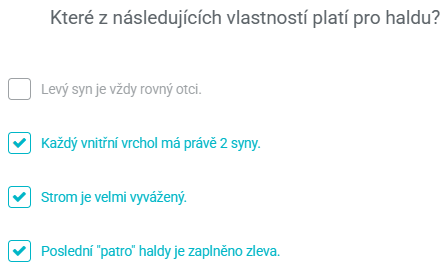 Které z následujících vlastností platí pro haldu?
Levý syn je vždy rovný otci.
Každý vnitřní vrchol má právě 2 syny.
Strom je velmi vyvážený.
Poslední "patro" haldy je zaplněno zleva.